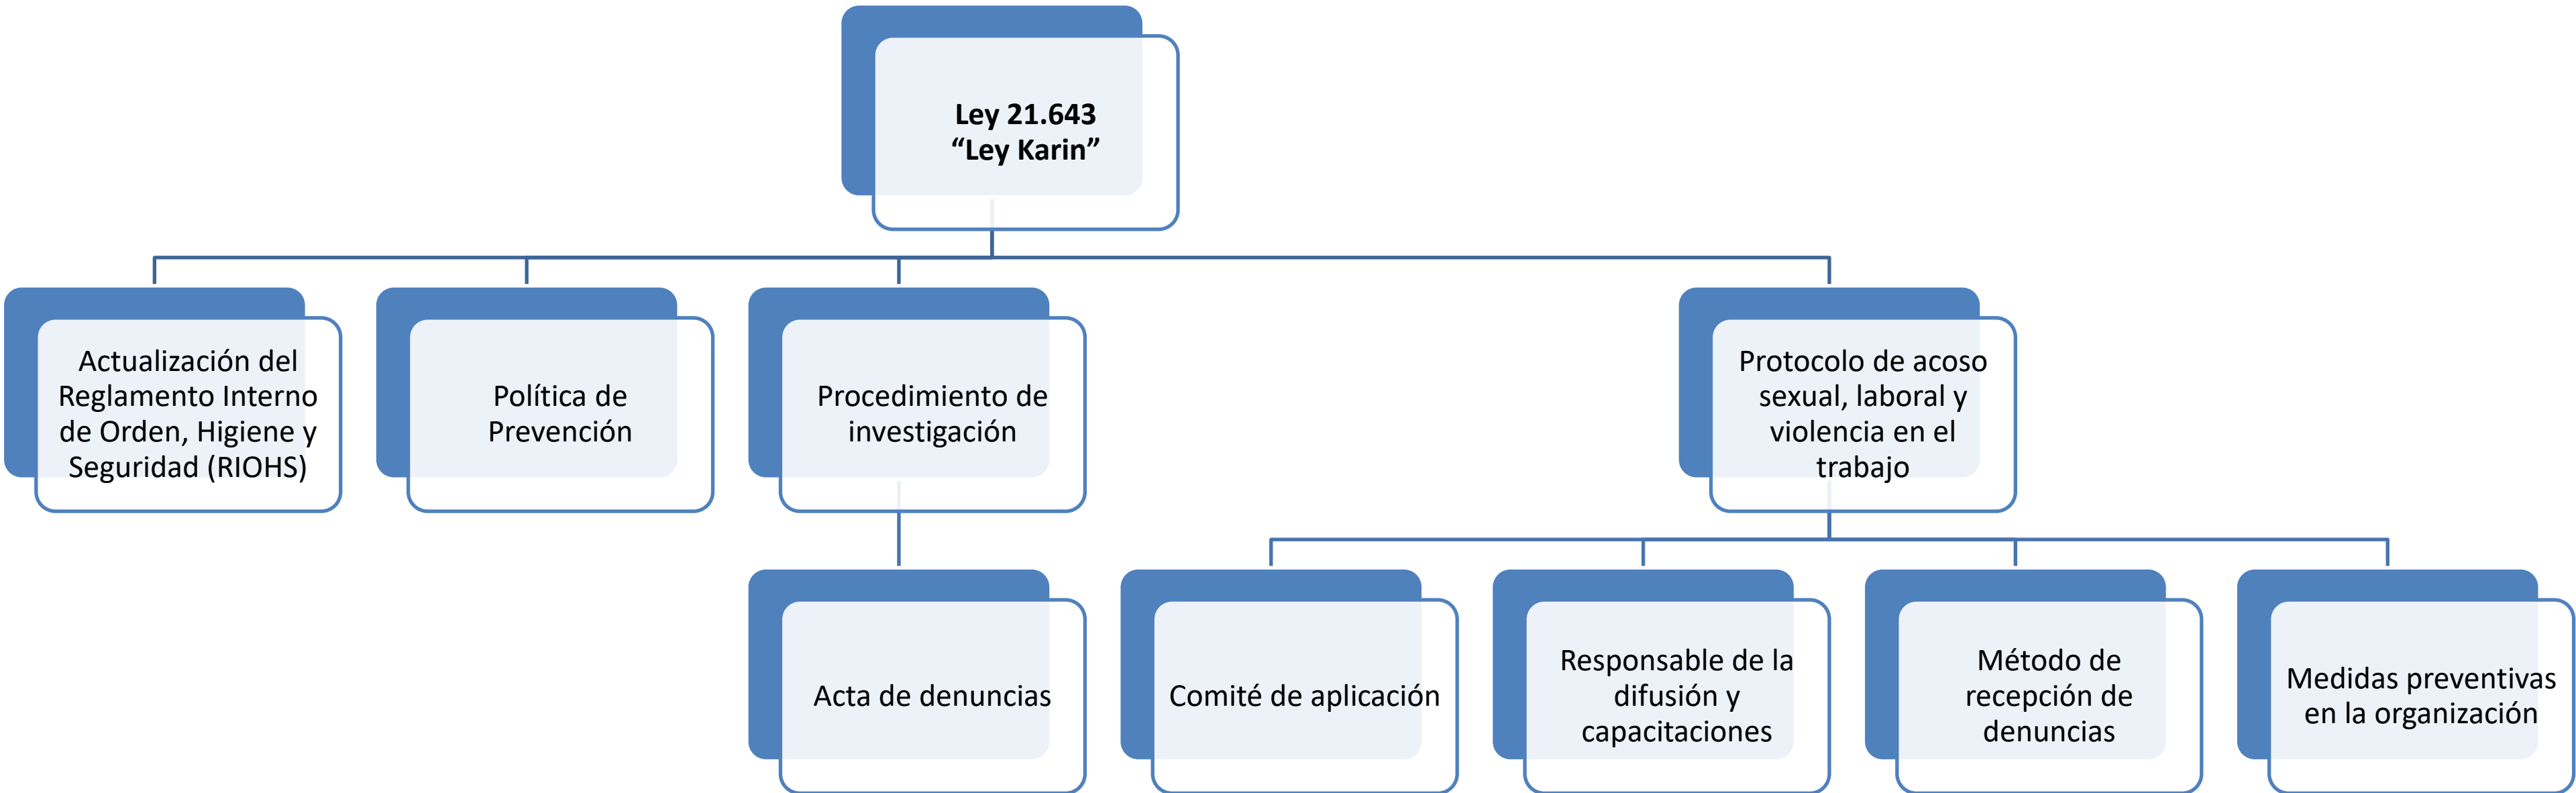 Ley 21.643
“Ley Karin”
Actualización del
Reglamento Interno
de Orden, Higiene y
Seguridad (RIOHS)
Política de
Prevención
Procedimiento de
investigación
Protocolo de acoso
sexual, laboral y
violencia en el
trabajo
Acta de denuncias
Comité de aplicación
Responsable de la
difusión y
capacitaciones
Método de
recepción de
denuncias
Medidas preventivas
en la organización